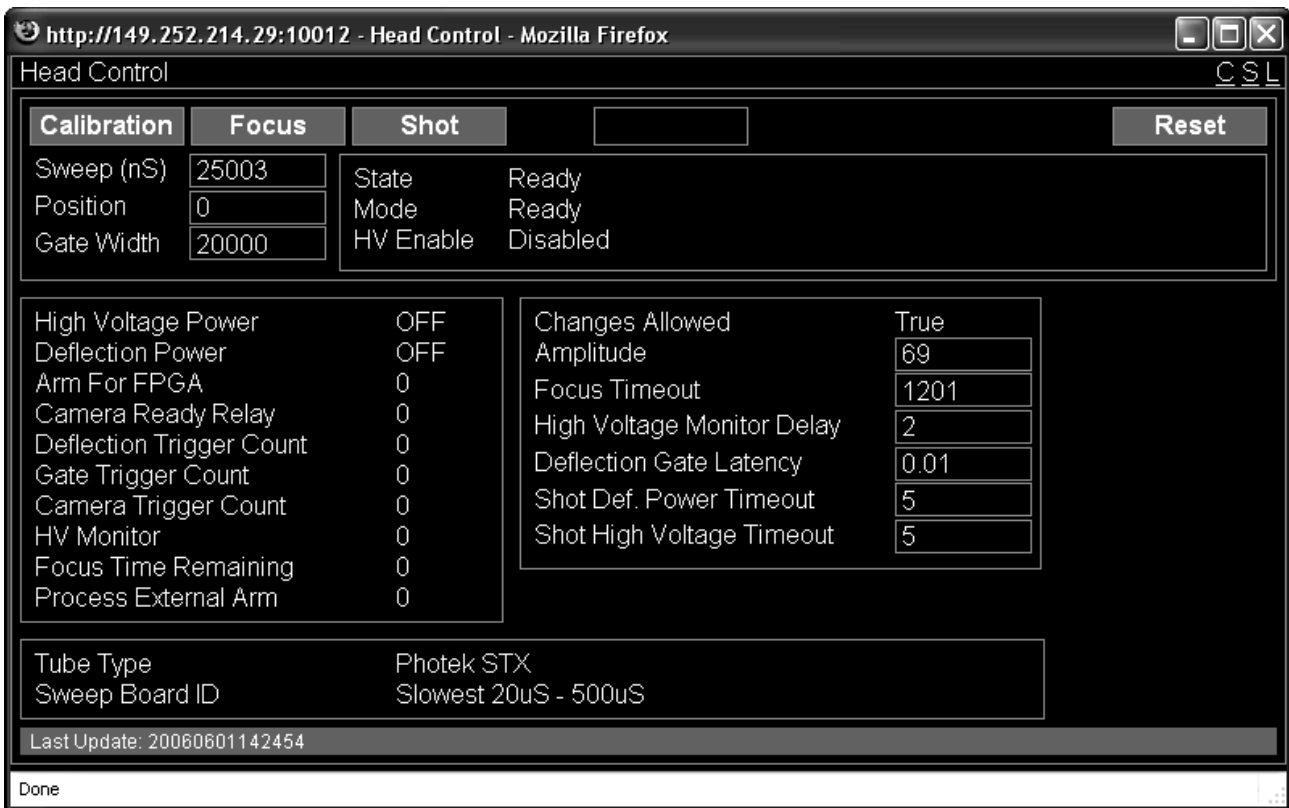 http://149.252.214.29:10012 - Head Control - Mozilla Firefox
Head Control C S L
Calibration Focus Shot Reset
Sweep (nS) 25003
Position 0
Gate Width 20000
State Ready
Mode Ready
HV Enable Disabled
High Voltage Power OFF
Deflection Power OFF
Arm For FPGA 0
Camera Ready Relay 0
Deflection Trigger Count 0
Gate Trigger Count 0
Camera Trigger Count 0
HV Monitor 0
Focus Time Remaining 0
Process External Arm 0
Changes Allowed True
Amplitude 69
Focus Timeout 1201
High Voltage Monitor Delay 2
Deflection Gate Latency 0.01
Shot Def. Power Timeout 5
Shot High Voltage Timeout 5
Tube Type Photek STX
Sweep Board ID Slowest 20uS - 500uS
Last Update: 20060601142454
Done